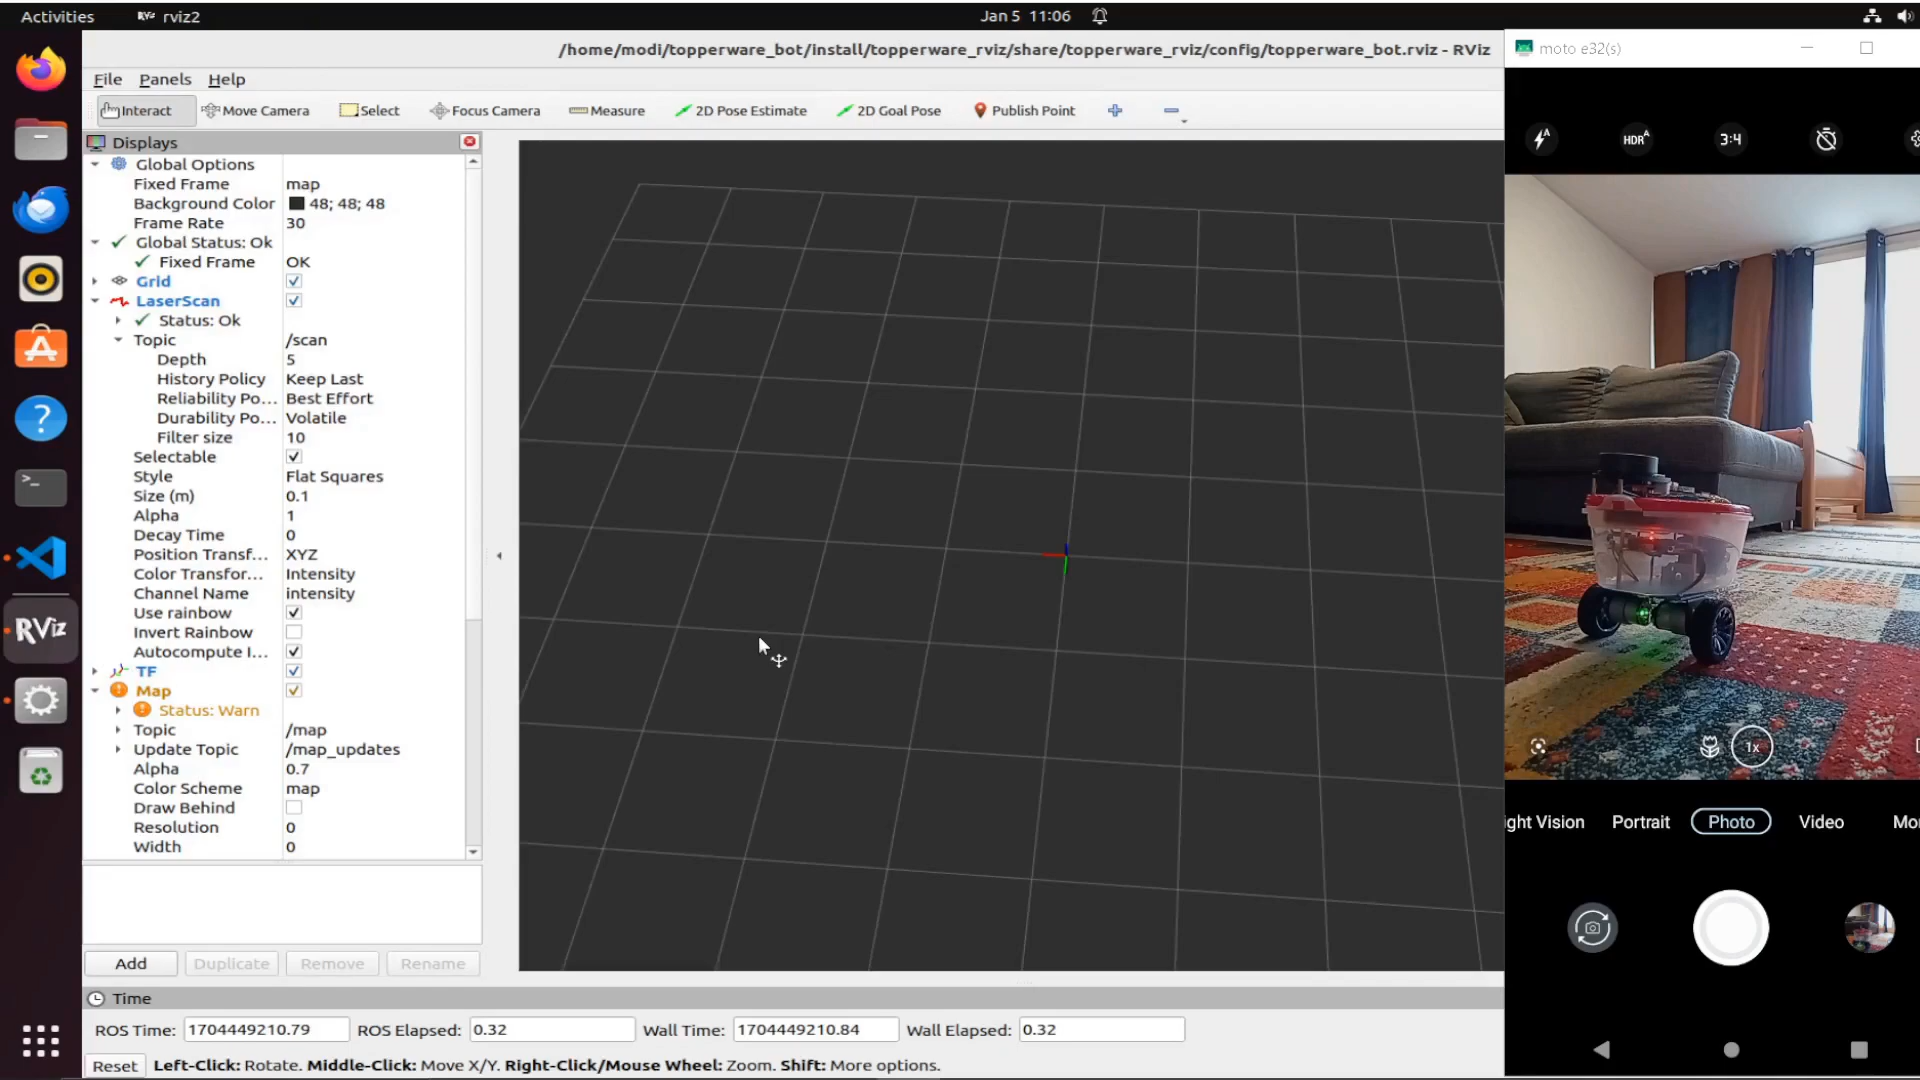 Activities
rviz2
Jan 5 11:06
/home/modi/topperware_bot/install/topperware_rviz/share/topperware_rviz/config/topperware_bot.rviz - RViz
moto e32(s)
File Panels Help
Interact
Move Camera
Select
Focus Camera
Measure
2D Pose Estimate
2D Goal Pose
Publish Point
HDR A
3:4
Displays
Global Options
Fixed Frame map
Background Color 48; 48; 48
Frame Rate 30
Global Status: Ok
Fixed Frame OK
Grid
LaserScan
Status: Ok
Topic /scan
Depth 5
History Policy Keep Last
Reliability Po... Best Effort
Durability Po... Volatile
Filter size 10
Selectable
Style Flat Squares
Size (m) 0.1
Alpha 1
Decay Time 0
Position Transf... XYZ
Color Transfor... Intensity
Channel Name intensity
Use rainbow
Invert Rainbow
Autocompute I...
TF
Map
Status: Warn
Topic /map
Update Topic /map_updates
Alpha 0.7
Color Scheme map
Draw Behind
Resolution 0
Width 0
RViz
1x
ight Vision Portrait Photo Video Mor
Add Duplicate Remove Rename
Time
ROS Time: 1704449210.79 ROS Elapsed: 0.32 Wall Time: 1704449210.84 Wall Elapsed: 0.32
Reset Left-Click: Rotate. Middle-Click: Move X/Y. Right-Click/Mouse Wheel: Zoom. Shift: More options.